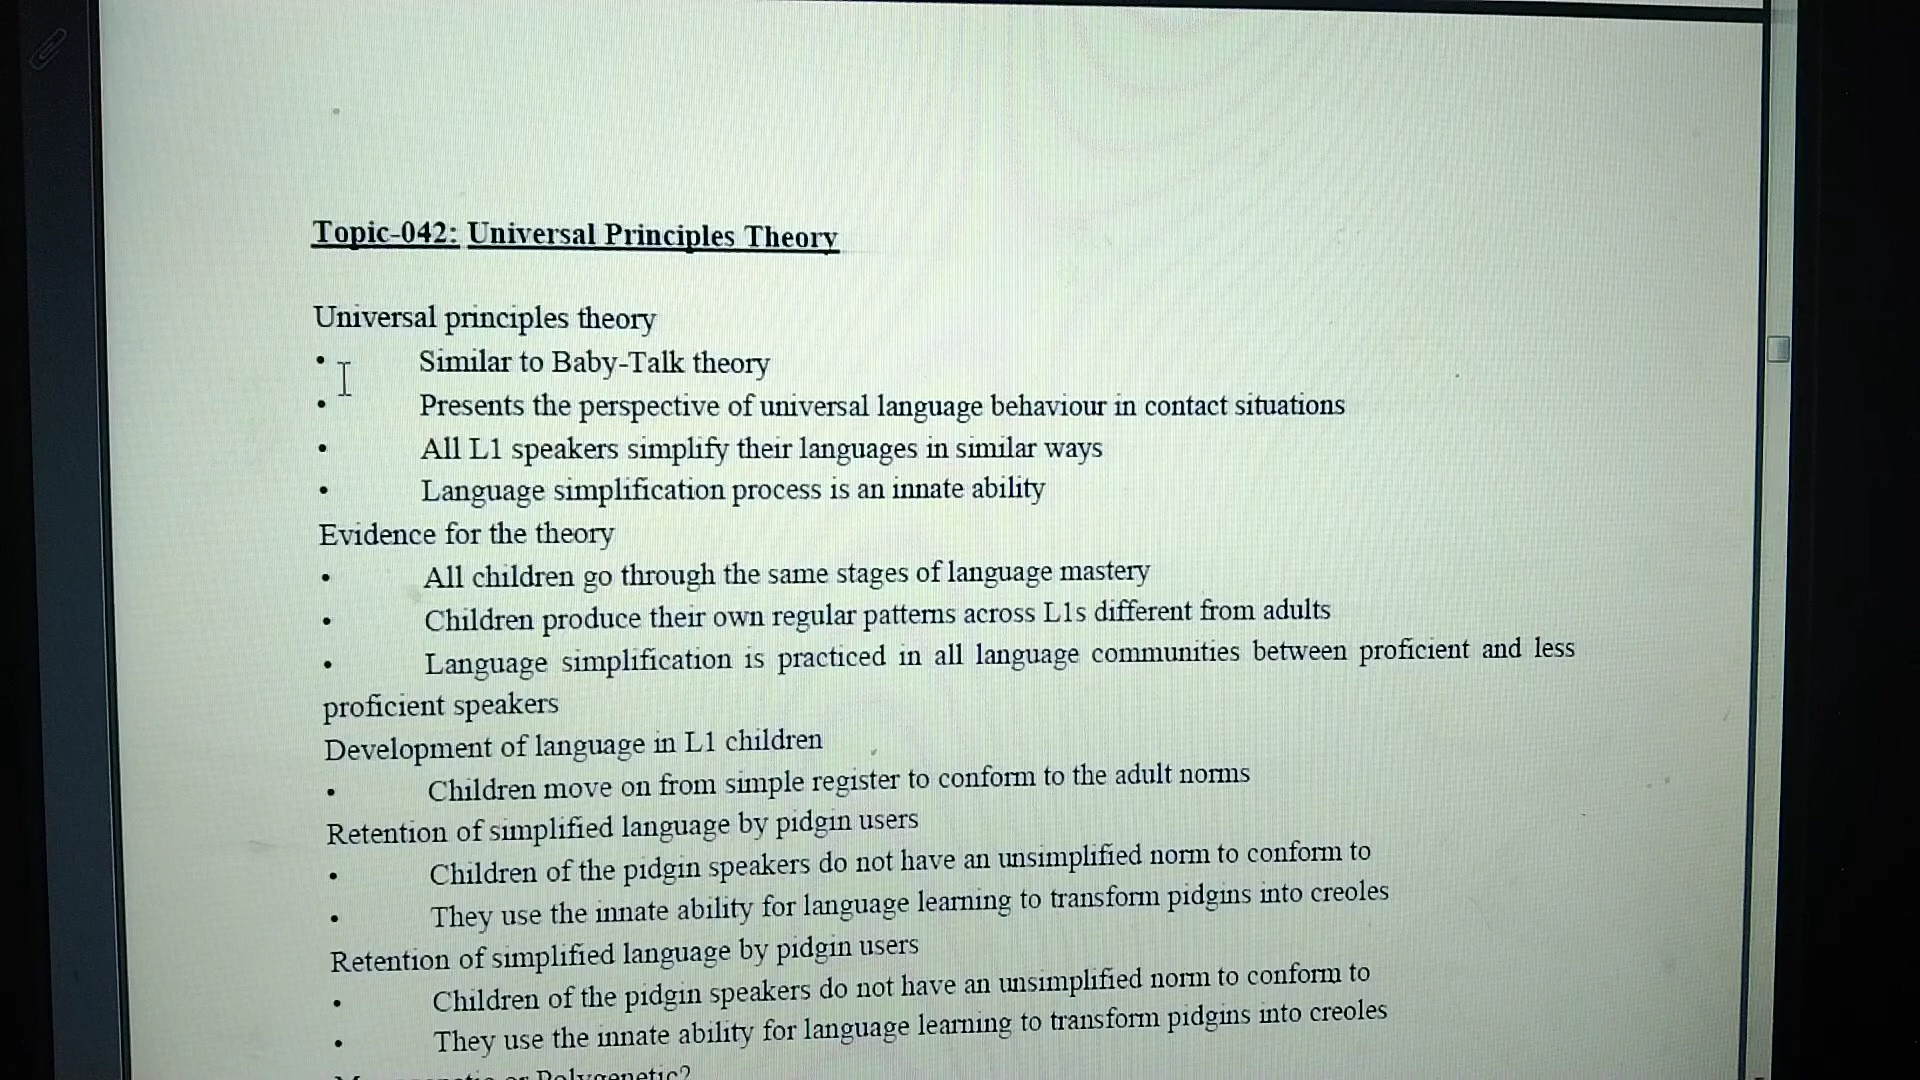 Topic-042: Universal Principles Theory
Universal principles theory
• Similar to Baby-Talk theory
• Presents the perspective of universal language behaviour in contact situations
• All L1 speakers simplify their languages in similar ways
• Language simplification process is an innate ability
Evidence for the theory
• All children go through the same stages of language mastery
• Children produce their own regular patterns across L1s different from adults
• Language simplification is practiced in all language communities between proficient and less
proficient speakers
Development of language in L1 children
• Children move on from simple register to conform to the adult norms
Retention of simplified language by pidgin users
• Children of the pidgin speakers do not have an unsimplified norm to conform to
• They use the innate ability for language learning to transform pidgins into creoles
Retention of simplified language by pidgin users
• Children of the pidgin speakers do not have an unsimplified norm to conform to
• They use the innate ability for language learning to transform pidgins into creoles
or Polygenetic?